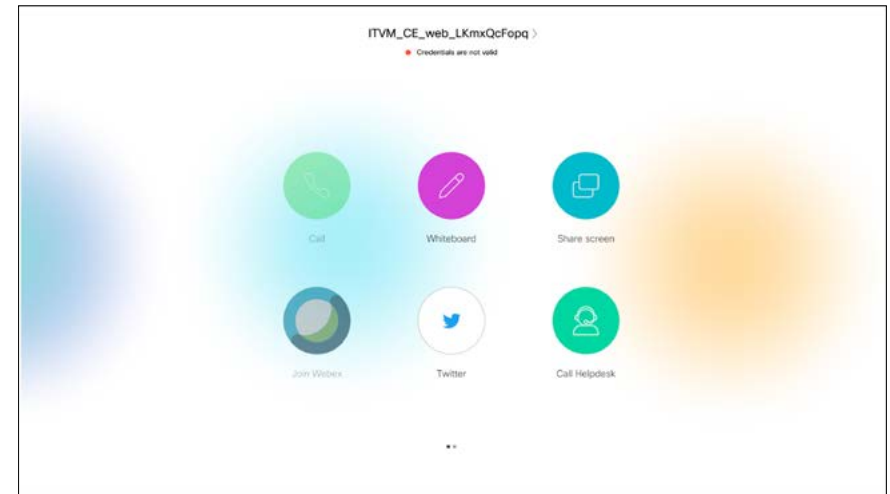 ITVM_CE_web_LKmxQcFopq >
Credentials are not valid
Call
Whiteboard
Share screen
Join Webex
Twitter
Call Helpdesk